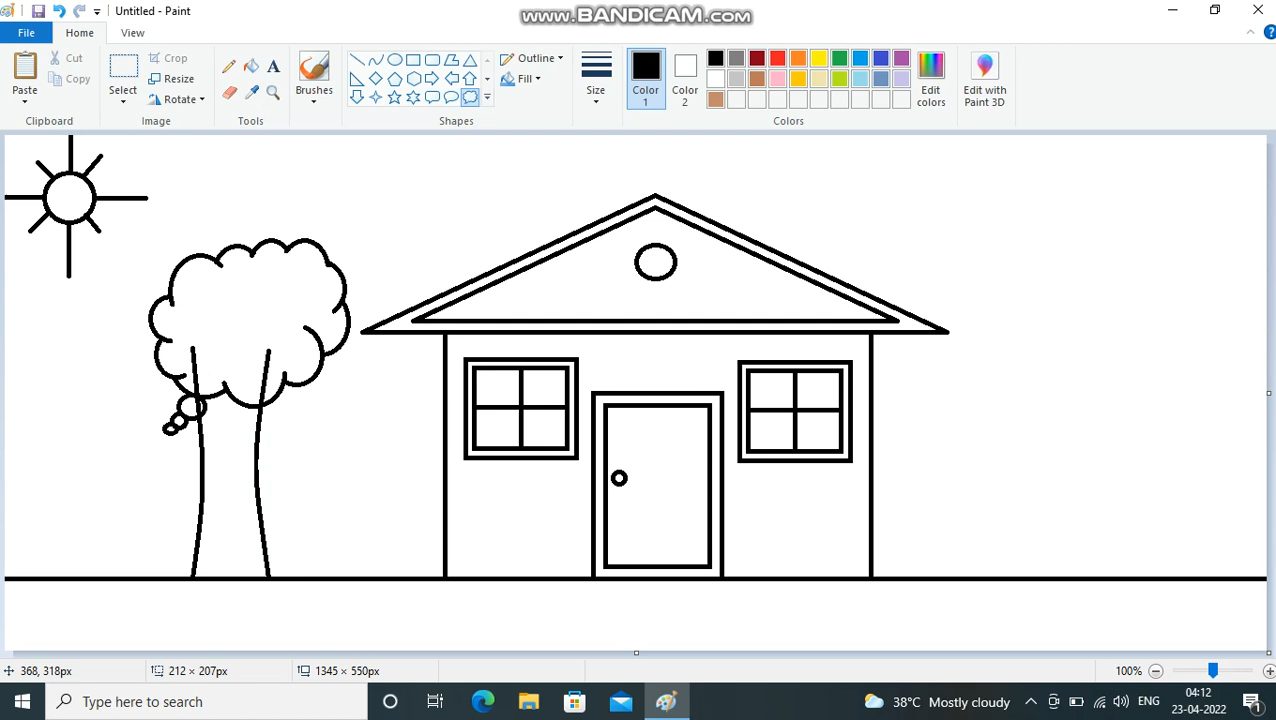 Untitled - Paint
www.BANDICAM.com
File
Home
View
Paste
Cut
Copy
Clipboard
Select
Crop
Resize
Rotate
Image
A
Tools
Brushes
Outline
Fill
Shapes
Size
Color
1
Color
2
Edit
colors
Colors
Edit with
Paint 3D
368, 318px
212 × 207px
1345 × 550px
100%
Type here to search
38°C Mostly cloudy
ENG
04:12
23-04-2022
1